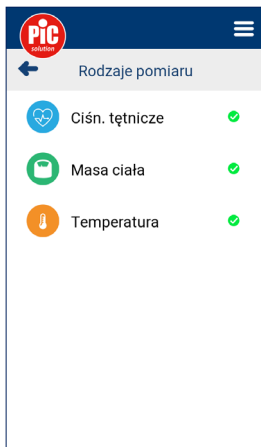 PiC
solution
Rodzaje pomiaru
Ciśn. tętnicze
Masa ciała
Temperatura